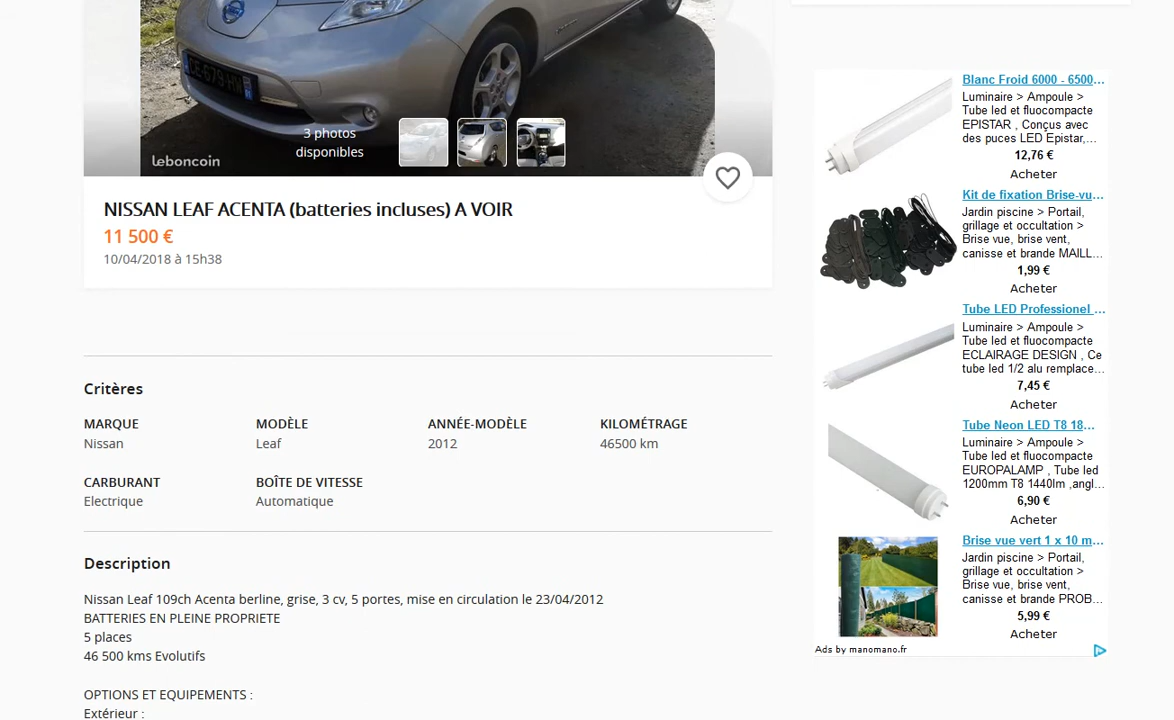 3 photos
disponibles
leboncoin
NISSAN LEAF ACENTA (batteries incluses) A VOIR
11 500 €
10/04/2018 à 15h38
Critères
MARQUE
Nissan
MODÈLE
Leaf
ANNÉE-MODÈLE
2012
KILOMÉTRAGE
46500 km
CARBURANT
Electrique
BOÎTE DE VITESSE
Automatique
Description
Nissan Leaf 109ch Acenta berline, grise, 3 cv, 5 portes, mise en circulation le 23/04/2012
BATTERIES EN PLEINE PROPRIETE
5 places
46 500 kms Evolutifs
OPTIONS ET EQUIPEMENTS :
Extérieur :
Blanc Froid 6000 - 6500...
Luminaire > Ampoule >
Tube led et fluocompacte
EPISTAR , Conçus avec
des puces LED Epistar,...
12,76 €
Acheter
Kit de fixation Brise-vu...
Jardin piscine > Portail,
grillage et occultation >
Brise vue, brise vent,
canisse et brande MAILL...
1,99 €
Acheter
Tube LED Professionel ...
Luminaire > Ampoule >
Tube led et fluocompacte
ECLAIRAGE DESIGN , Ce
tube led 1/2 alu remplace...
7,45 €
Acheter
Tube Neon LED T8 18...
Luminaire > Ampoule >
Tube led et fluocompacte
EUROPALAMP , Tube led
1200mm T8 1440lm ,angl...
6,90 €
Acheter
Brise vue vert 1 x 10 m...
Jardin piscine > Portail,
grillage et occultation >
Brise vue, brise vent,
canisse et brande PROB...
5,99 €
Acheter
Ads by manomano.fr